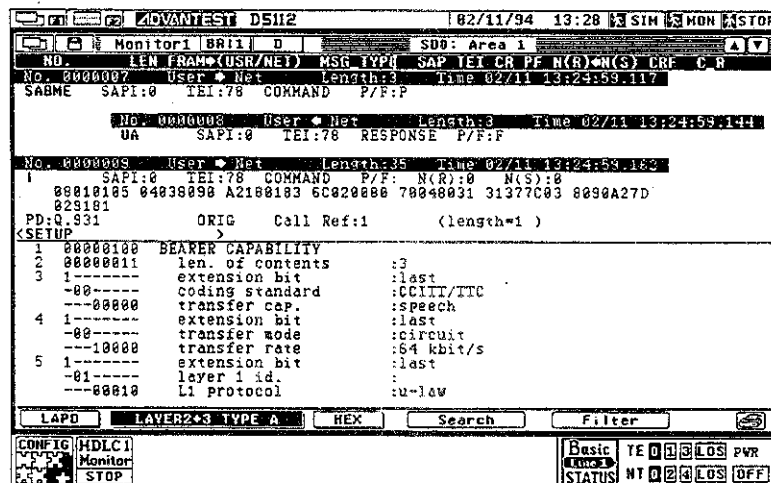 ADVANTEST D5112 02/11/94 13:28 SIM MON STOP
Monitor1 BRI1 D SD0: Area 1
NO. LEN FRAM(USR/NET) MSG TYPE SAP TEI CR PF N(R) N(S) CRF C R
No. 0000007 User Net Length:3 Time 02/11 13:24:59.117
SABME SAPI:0 TEI:78 COMMAND P/F:P
No. 0000008 User Net Length:3 Time 02/11 13:24:59.144
UA SAPI:0 TEI:78 RESPONSE P/F:F
No. 0000009 User Net Length:35 Time 02/11 13:24:59.162
I SAPI:0 TEI:78 COMMAND P/F: N(R):0 N(S):0
08010105 04038090 A2180183 6C020080 70048031 31377C03 8090A27D
029181
PD:Q.931 ORIG Call Ref:1 (length=1 )
<SETUP >
1 00000100 BEARER CAPABILITY
2 00000011 len. of contents :3
3 1------- extension bit :last
-00----- coding standard :CCITT/TTC
---00000 transfer cap. :speech
4 1------- extension bit :last
-00----- transfer mode :circuit
---10000 transfer rate :64 kbit/s
5 1------- extension bit :last
-01----- layer 1 id. :
---00010 L1 protocol :u-law
LAPD LAYER2+3 TYPE A HEX Search Filter
CONFIG HDLC1 Monitor STOP
Basic Line1 STATUS
TE 0 1 3 LOS PWR
NT 0 2 4 LOS OFF